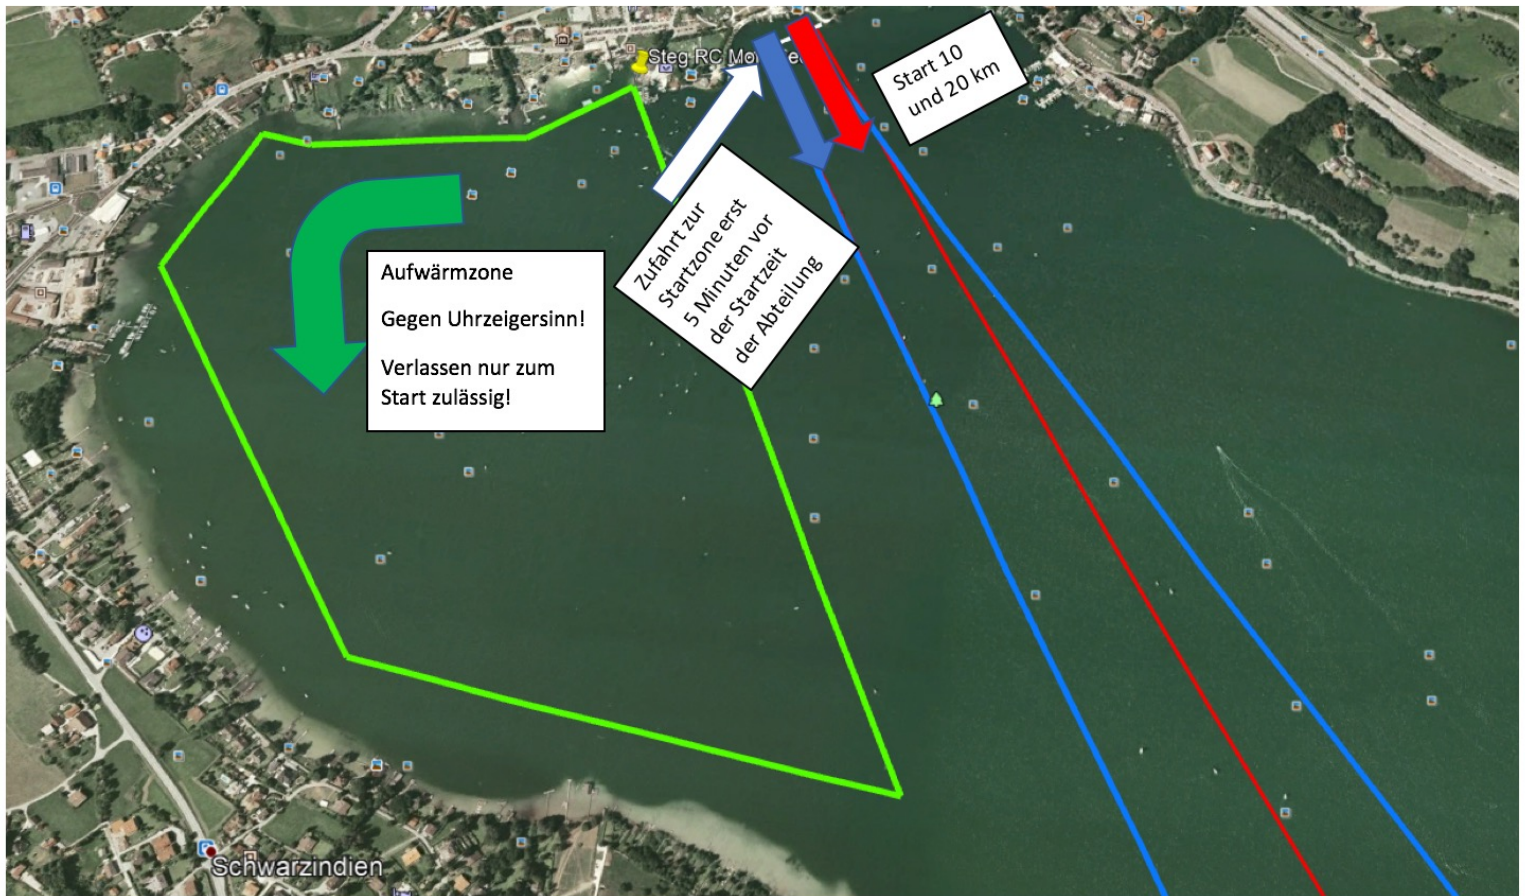 Steg RC Mo
Start 10
und 20 km
Zufahrt zur
Startzone erst
5 Minuten vor
der Startzeit
der Abteilung
Aufwärmzone
Gegen Uhrzeigersinn!
Verlassen nur zum
Start zulässig!
Schwarzindien